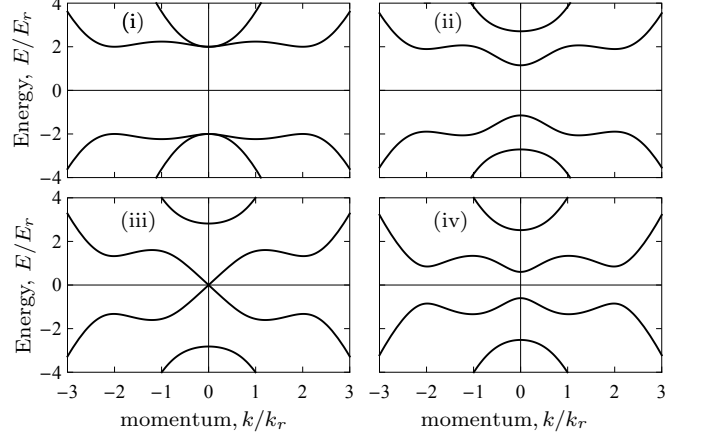 4
2
0
−2
−4
Energy, E/E_r
(i)
(ii)
4
2
0
−2
−4
Energy, E/E_r
(iii)
(iv)
−3 −2 −1 0 1 2 3
−3 −2 −1 0 1 2 3
momentum, k/k_r
momentum, k/k_r